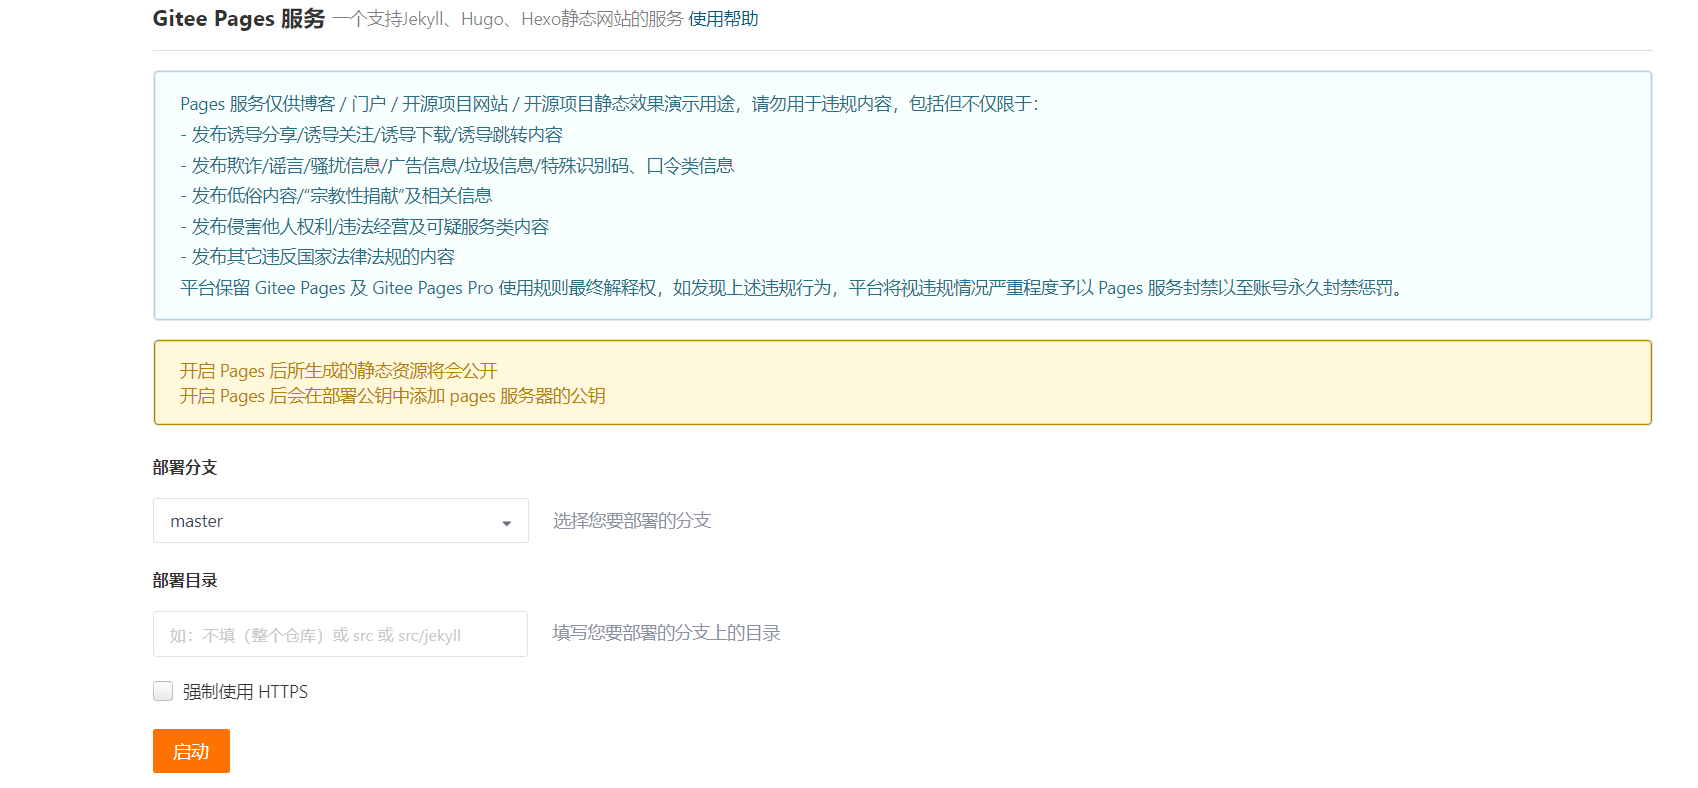 Gitee Pages 服务 一个支持Jekyll、Hugo、Hexo静态网站的服务 使用帮助
Pages 服务仅供博客 / 门户 / 开源项目网站 / 开源项目静态效果演示用途，请勿用于违规内容，包括但不仅限于：
- 发布诱导分享/诱导关注/诱导下载/诱导跳转内容
- 发布欺诈/谣言/骚扰信息/广告信息/垃圾信息/特殊识别码、口令类信息
- 发布低俗内容/“宗教性捐献”及相关信息
- 发布侵害他人权利/违法经营及可疑服务类内容
- 发布其它违反国家法律法规的内容
平台保留 Gitee Pages 及 Gitee Pages Pro 使用规则最终解释权，如发现上述违规行为，平台将视违规情况严重程度予以 Pages 服务封禁以至账号永久封禁惩罚。
开启 Pages 后所生成的静态资源将会公开
开启 Pages 后会在部署公钥中添加 pages 服务器的公钥
部署分支
master 选择您要部署的分支
部署目录
如：不填（整个仓库）或 src 或 src/jekyll 填写您要部署的分支上的目录
强制使用 HTTPS
启动